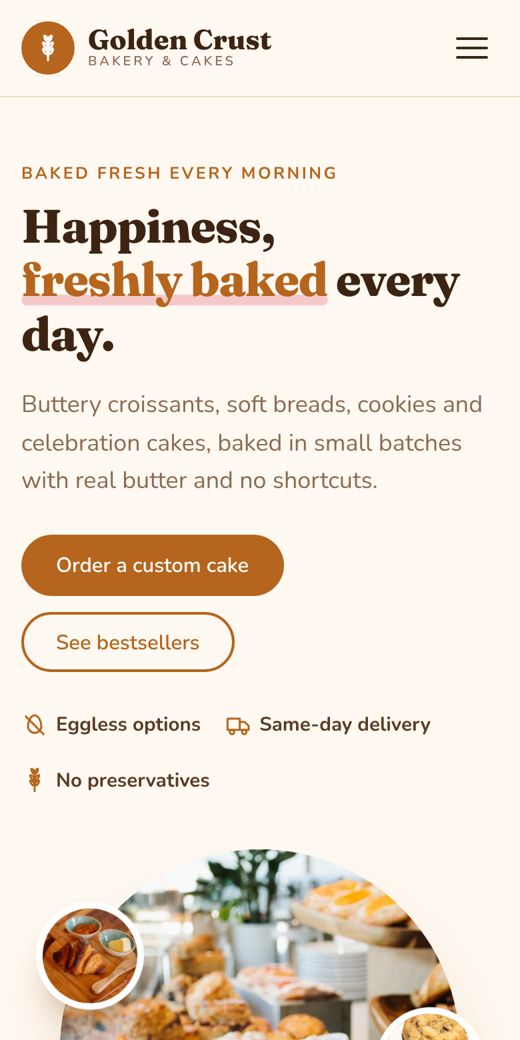 Golden Crust
BAKERY & CAKES
BAKED FRESH EVERY MORNING
Happiness,
freshly baked every
day.
Buttery croissants, soft breads, cookies and
celebration cakes, baked in small batches
with real butter and no shortcuts.
Order a custom cake
See bestsellers
Eggless options
Same-day delivery
No preservatives